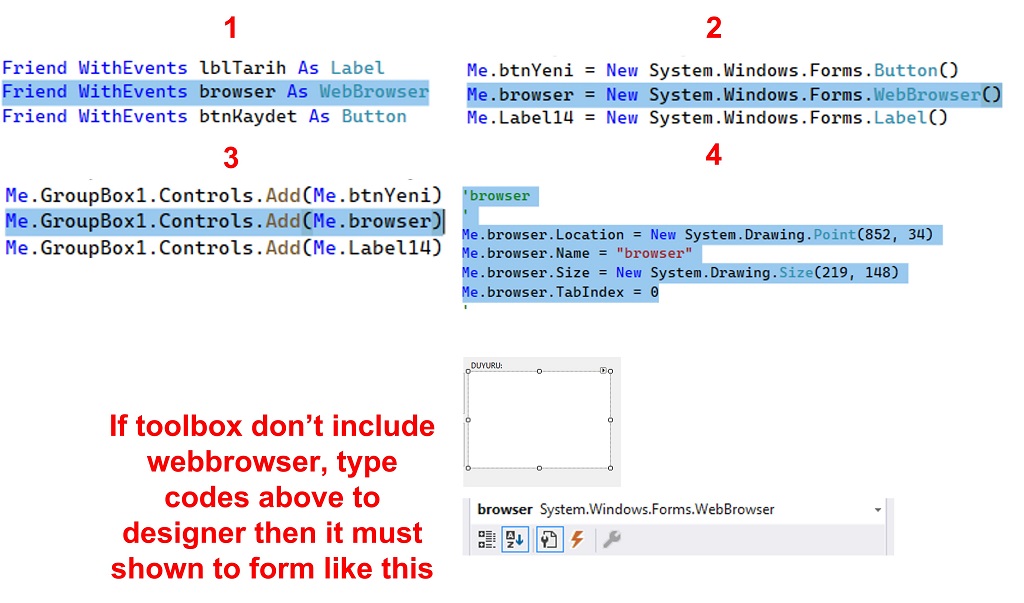 1
Friend WithEvents lblTarih As Label
Friend WithEvents browser As WebBrowser
Friend WithEvents btnKaydet As Button
2
Me.btnYeni = New System.Windows.Forms.Button()
Me.browser = New System.Windows.Forms.WebBrowser()
Me.Label14 = New System.Windows.Forms.Label()
3
Me.GroupBox1.Controls.Add(Me.btnYeni)
Me.GroupBox1.Controls.Add(Me.browser)
Me.GroupBox1.Controls.Add(Me.Label14)
4
'browser
'
Me.browser.Location = New System.Drawing.Point(852, 34)
Me.browser.Name = "browser"
Me.browser.Size = New System.Drawing.Size(219, 148)
Me.browser.TabIndex = 0
'
DUYURU:
If toolbox don’t include
webbrowser, type
codes above to
designer then it must
shown to form like this
browser System.Windows.Forms.WebBrowser